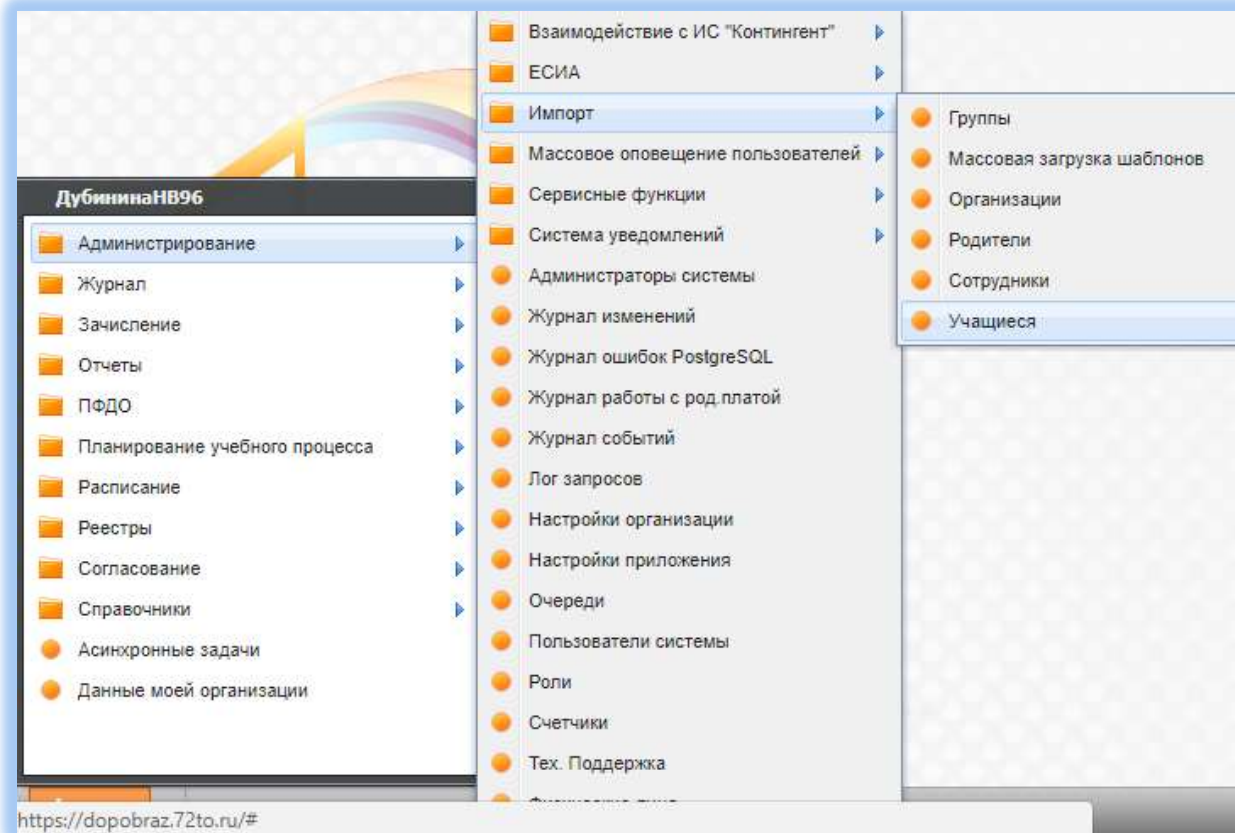 ДубининаНВ96
Администрирование
Журнал
Зачисление
Отчеты
ПФДО
Планирование учебного процесса
Расписание
Реестры
Согласование
Справочники
Асинхронные задачи
Данные моей организации
Взаимодействие с ИС "Контингент"
ЕСИА
Импорт
Массовое оповещение пользователей
Сервисные функции
Система уведомлений
Администраторы системы
Журнал изменений
Журнал ошибок PostgreSQL
Журнал работы с род.платой
Журнал событий
Лог запросов
Настройки организации
Настройки приложения
Очереди
Пользователи системы
Роли
Счетчики
Тех. Поддержка
Группы
Массовая загрузка шаблонов
Организации
Родители
Сотрудники
Учащиеся
https://dopobraz.72to.ru/#